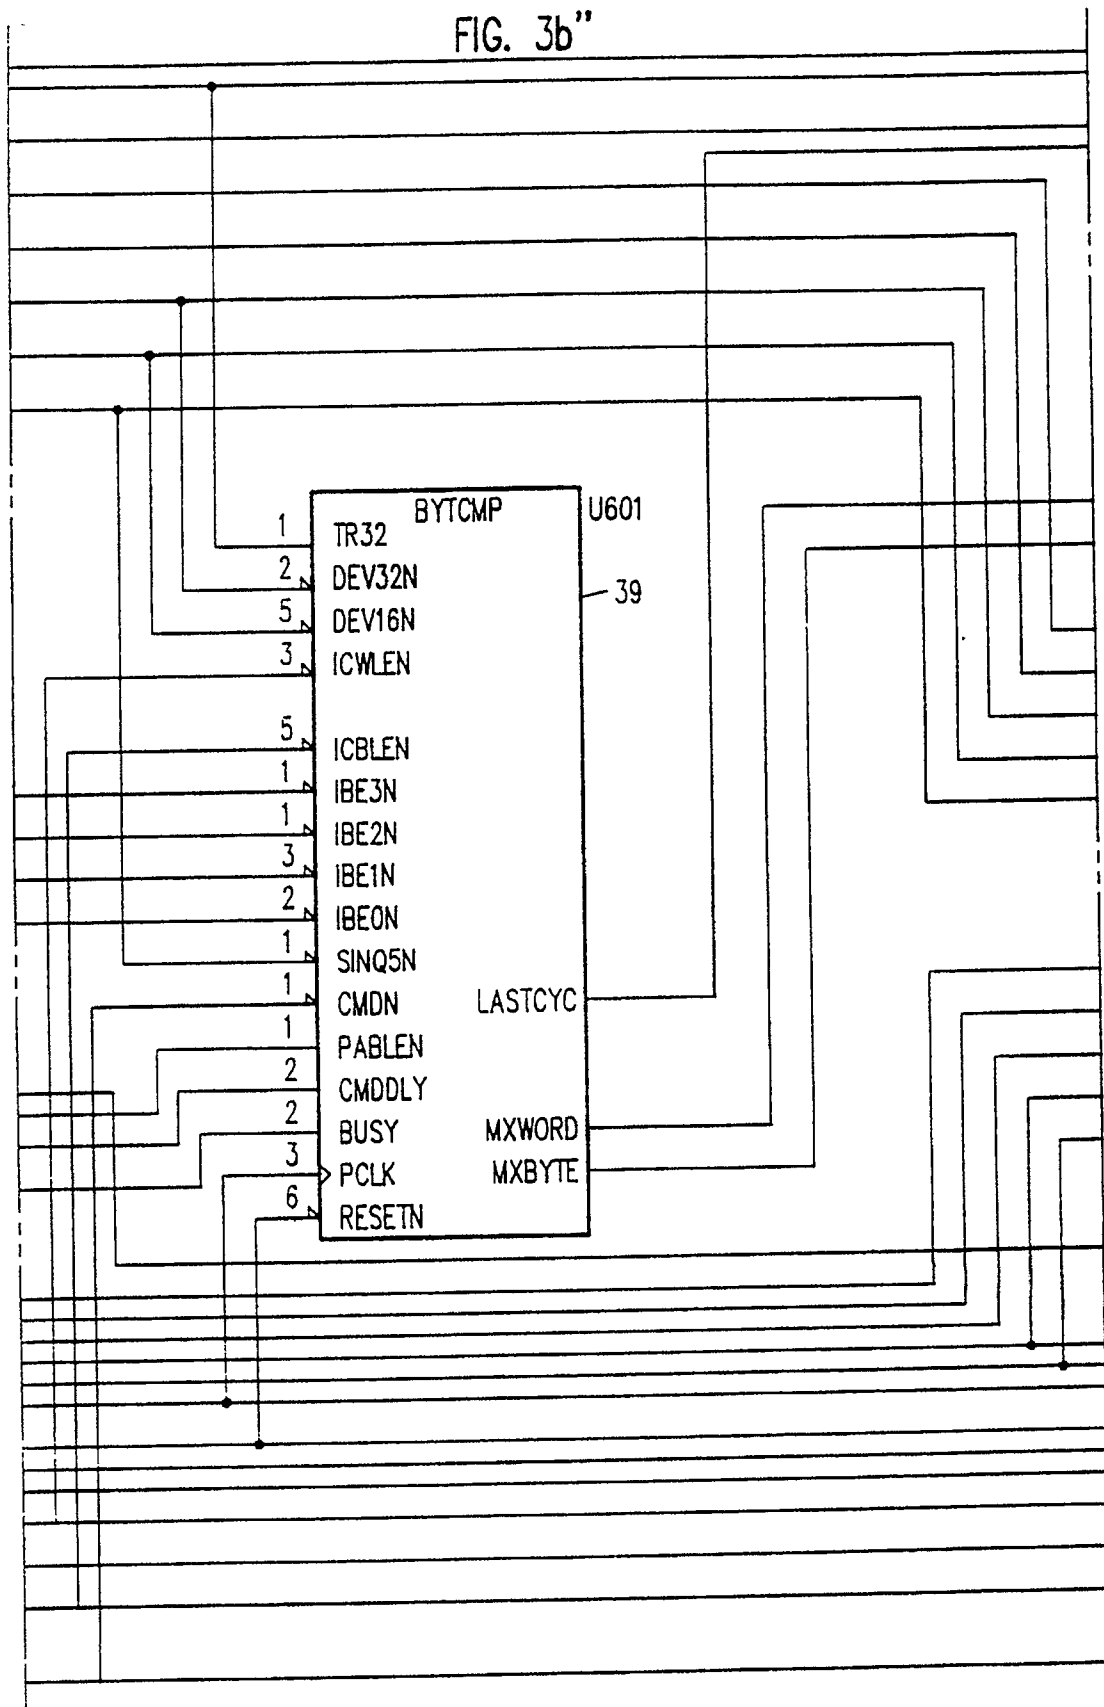 FIG. 3b"
BYTCMP U601
1 TR32
2 DEV32N
39
5 DEV16N
3 ICWLEN
5 ICBLEN
1 IBE3N
1 IBE2N
3 IBE1N
2 IBE0N
1 SINQ5N
1 CMDN LASTCYC
1 PABLEN
2 CMDDLY
2 BUSY MXWORD
3 PCLK MXBYTE
6 RESETN